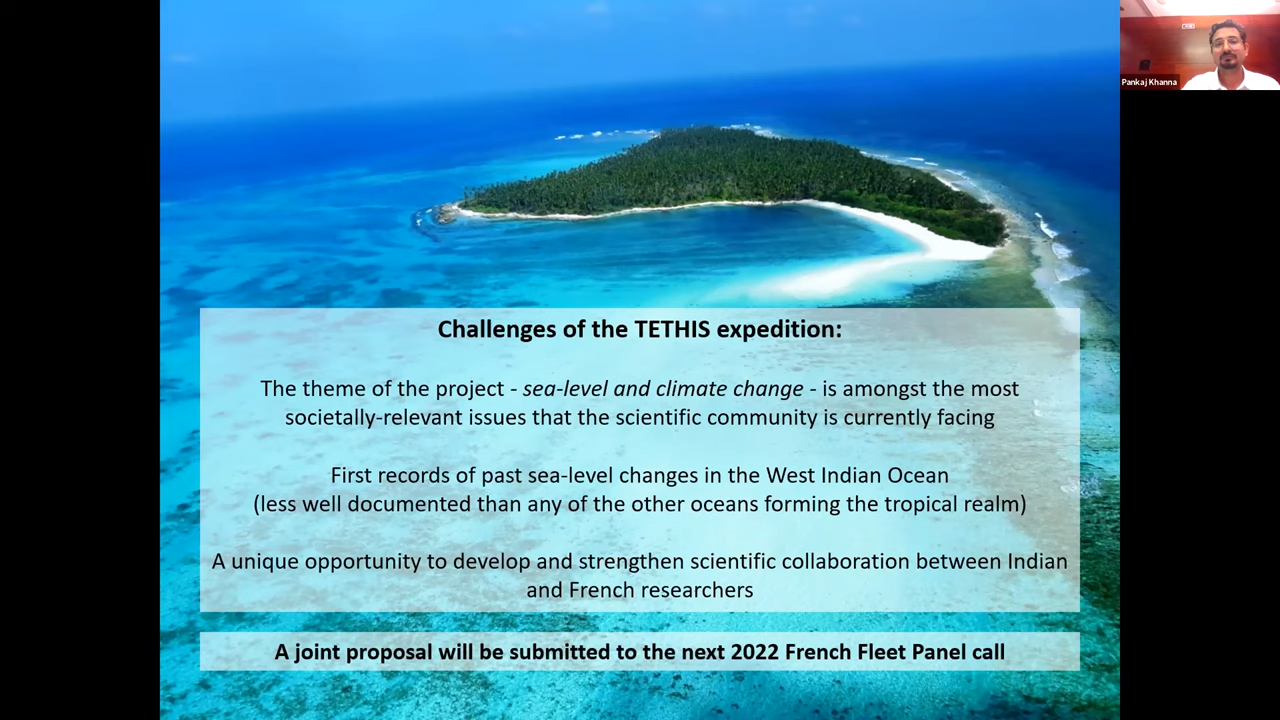 Pankaj Khanna
Challenges of the TETHIS expedition:
The theme of the project - sea-level and climate change - is amongst the most
societally-relevant issues that the scientific community is currently facing
First records of past sea-level changes in the West Indian Ocean
(less well documented than any of the other oceans forming the tropical realm)
A unique opportunity to develop and strengthen scientific collaboration between Indian
and French researchers
A joint proposal will be submitted to the next 2022 French Fleet Panel call